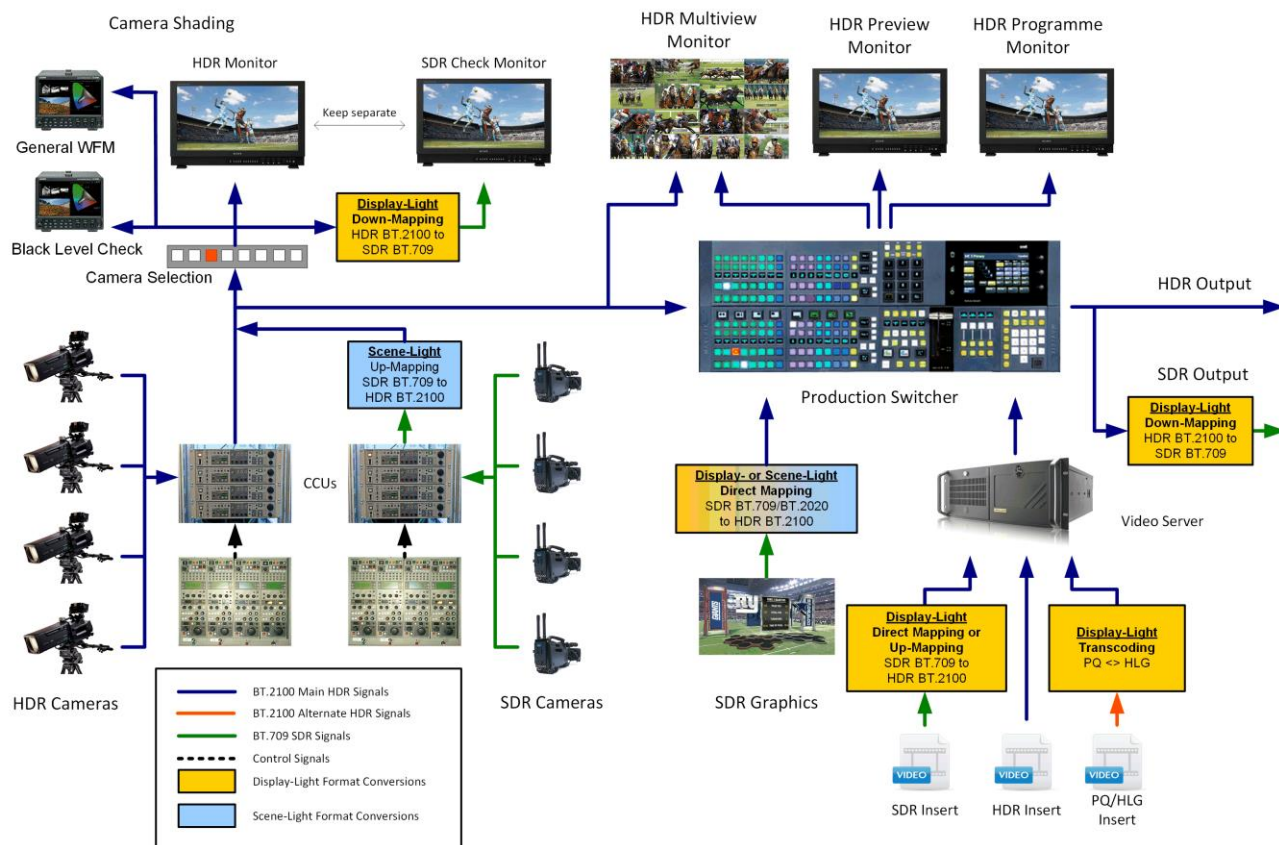 Camera Shading
HDR Monitor
SDR Check Monitor
Keep separate
General WFM
Black Level Check
Camera Selection
Display-Light
Down-Mapping
HDR BT.2100 to
SDR BT.709
HDR Multiview
Monitor
HDR Preview
Monitor
HDR Programme
Monitor
Scene-Light
Up-Mapping
SDR BT.709 to
HDR BT.2100
CCUs
HDR Cameras
SDR Cameras
Production Switcher
HDR Output
SDR Output
Display-Light
Down-Mapping
HDR BT.2100 to
SDR BT.709
Display- or Scene-Light
Direct Mapping
SDR BT.709/BT.2020
to HDR BT.2100
SDR Graphics
GIANTS
Video Server
Display-Light
Direct Mapping or
Up-Mapping
SDR BT.709 to
HDR BT.2100
Display-Light
Transcoding
PQ <> HLG
VIDEO
VIDEO
VIDEO
SDR Insert
HDR Insert
PQ/HLG
Insert
BT.2100 Main HDR Signals
BT.2100 Alternate HDR Signals
BT.709 SDR Signals
Control Signals
Display-Light Format Conversions
Scene-Light Format Conversions